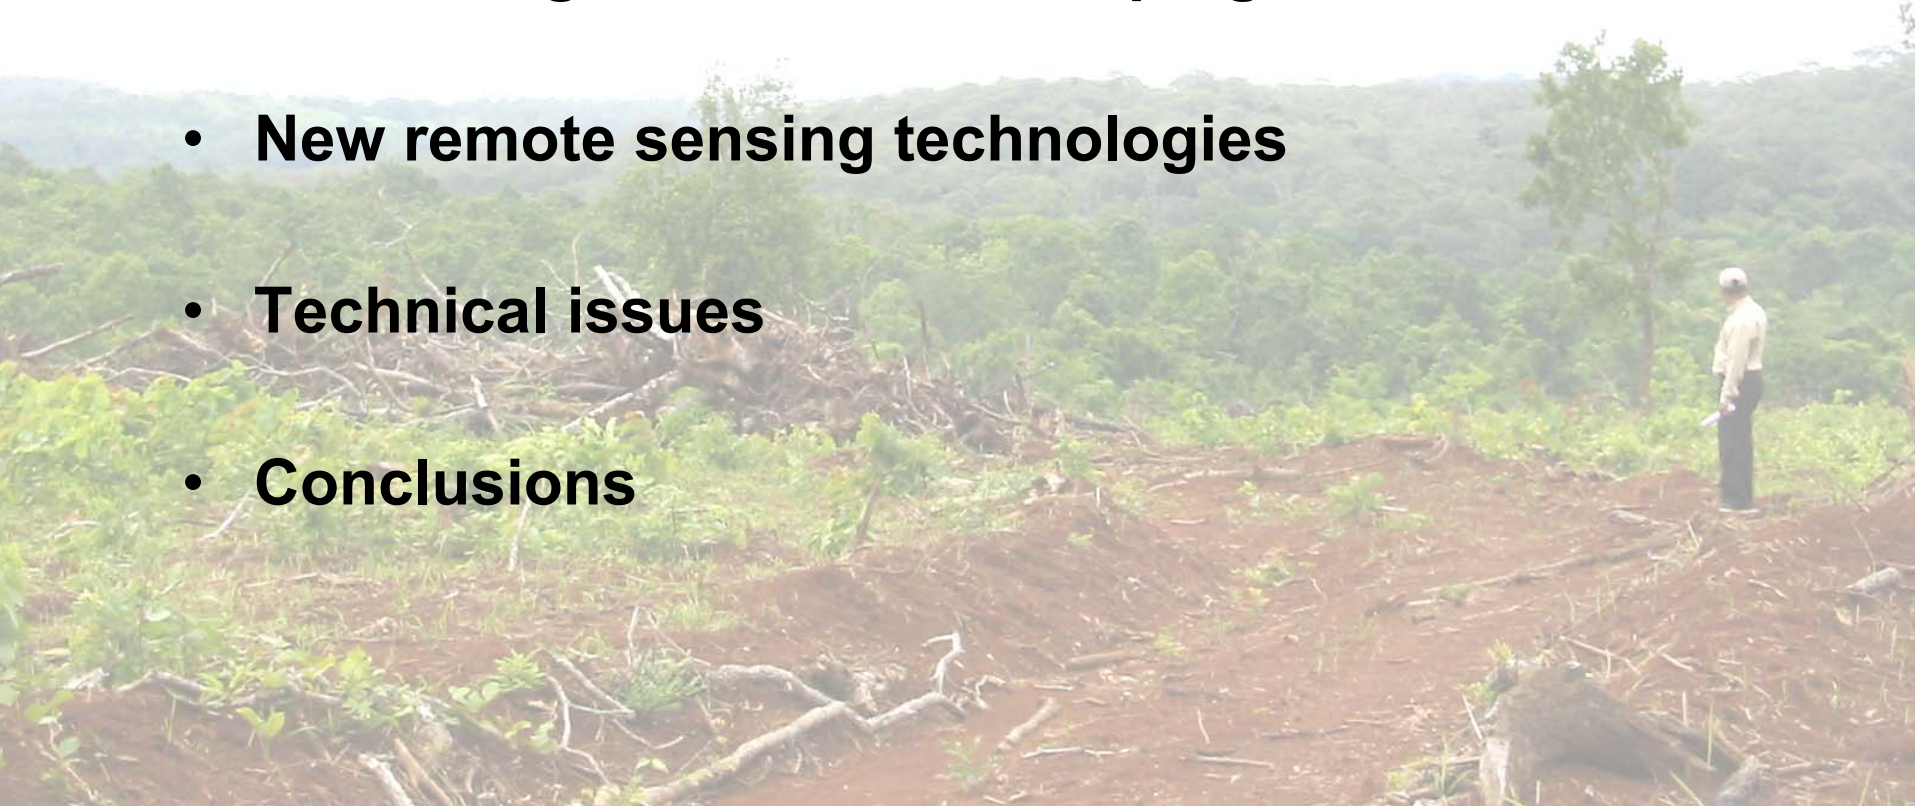 • New remote sensing technologies
• Technical issues
• Conclusions